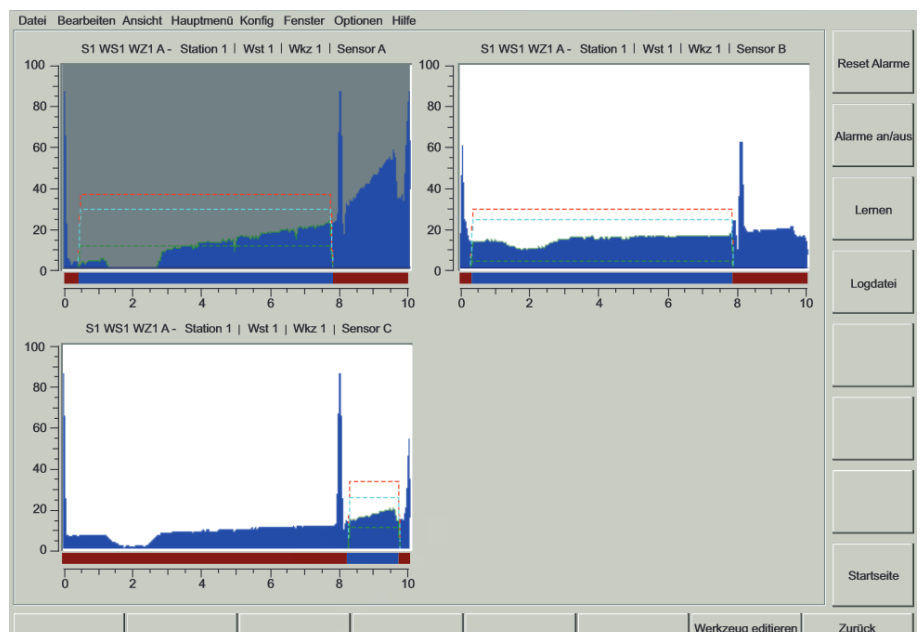 Datei Bearbeiten Ansicht Hauptmenü Konfig Fenster Optionen Hilfe
S1 WS1 WZ1 A - Station 1 | Wst 1 | Wkz 1 | Sensor A
100
80
60
40
20
0
0 2 4 6 8 10
S1 WS1 WZ1 A - Station 1 | Wst 1 | Wkz 1 | Sensor B
100
80
60
40
20
0
0 2 4 6 8 10
S1 WS1 WZ1 A - Station 1 | Wst 1 | Wkz 1 | Sensor C
100
80
60
40
20
0
0 2 4 6 8 10
Reset Alarme
Alarme an/aus
Lernen
Logdatei
Startseite
Werkzeug editieren
Zurück